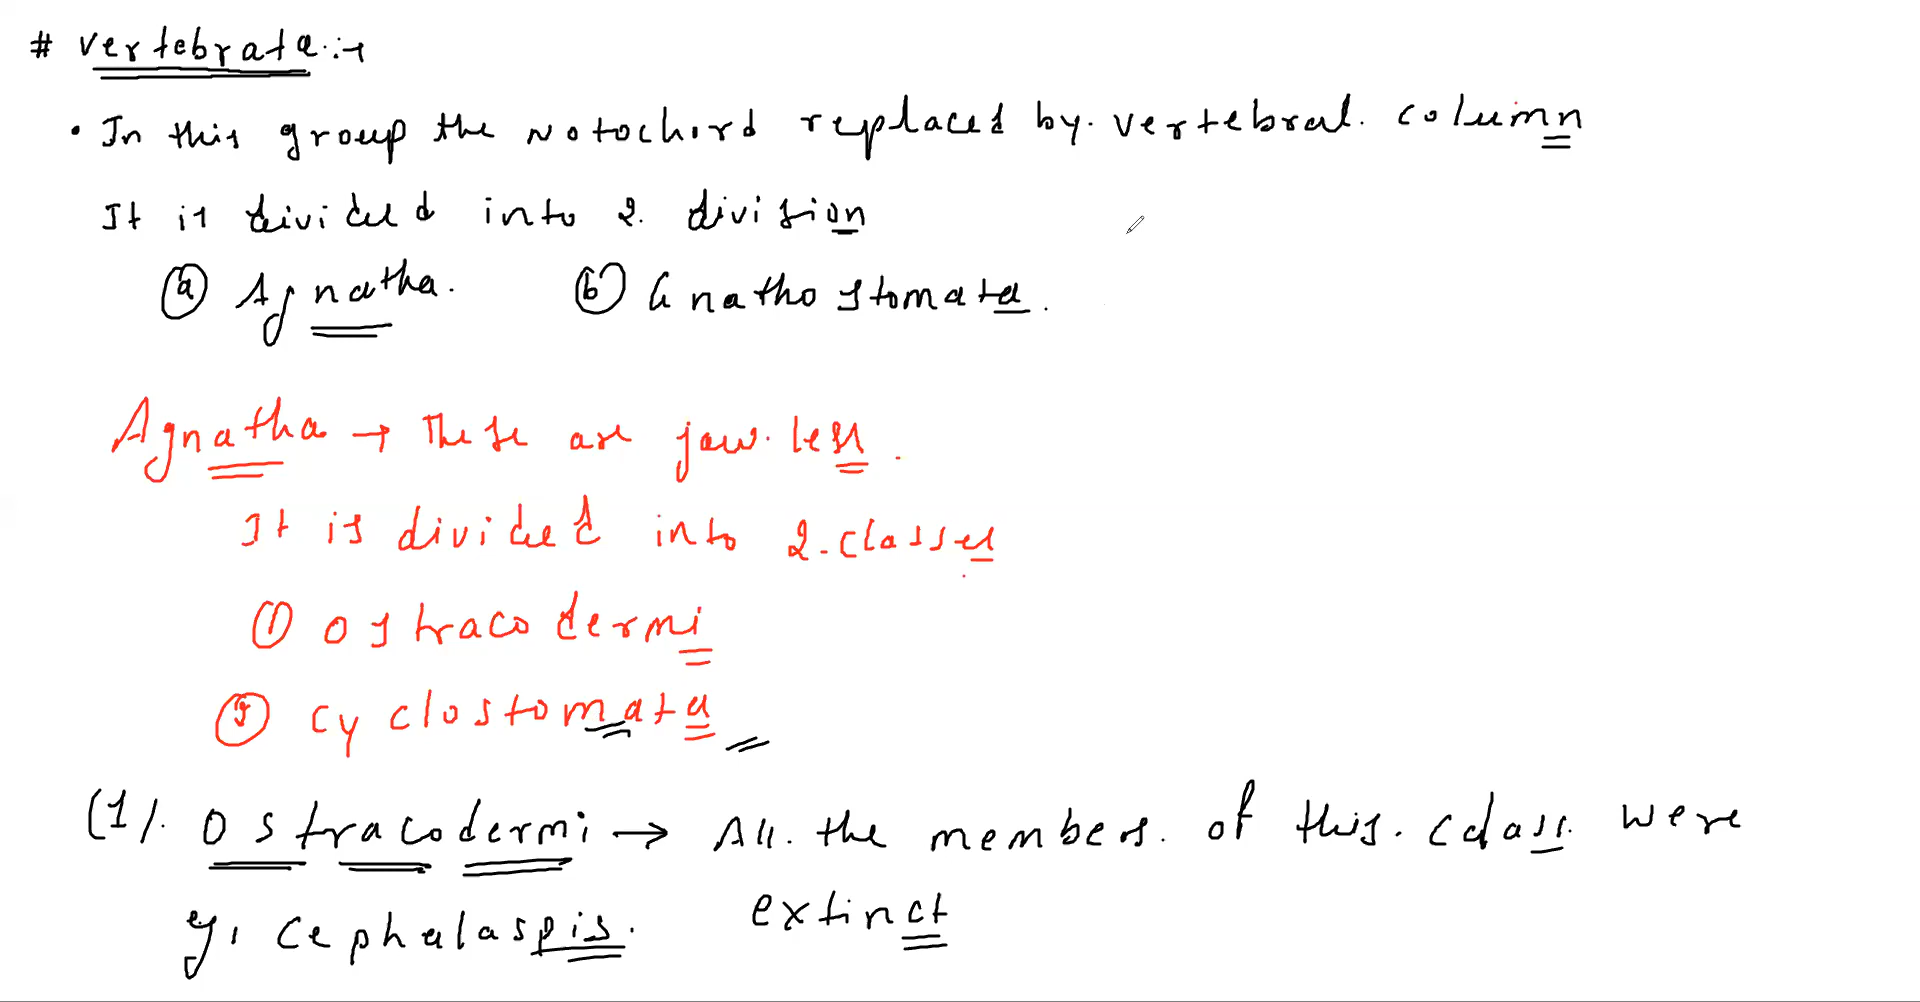 # Vertebrata :→
• In this group the Notochord replaced by. vertebral. column
It is divided into 2. division
(a) Agnatha. (b) Gnathostomata.
Agnatha → These are jaw.less.
It is divided into 2-classes
(1) Ostracodermi
(2) Cyclostomata
(1). Ostracodermi → All. the members. of this. class. were
eg, Cephalaspis. extinct